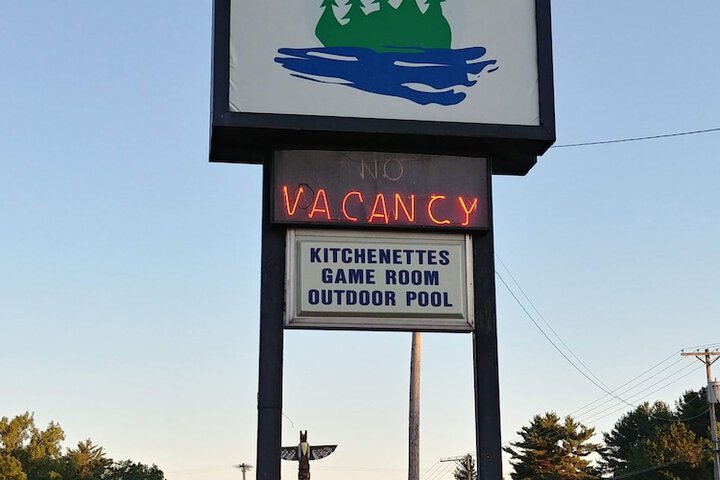 NO
VACANCY
KITCHENETTES
GAME ROOM
OUTDOOR POOL